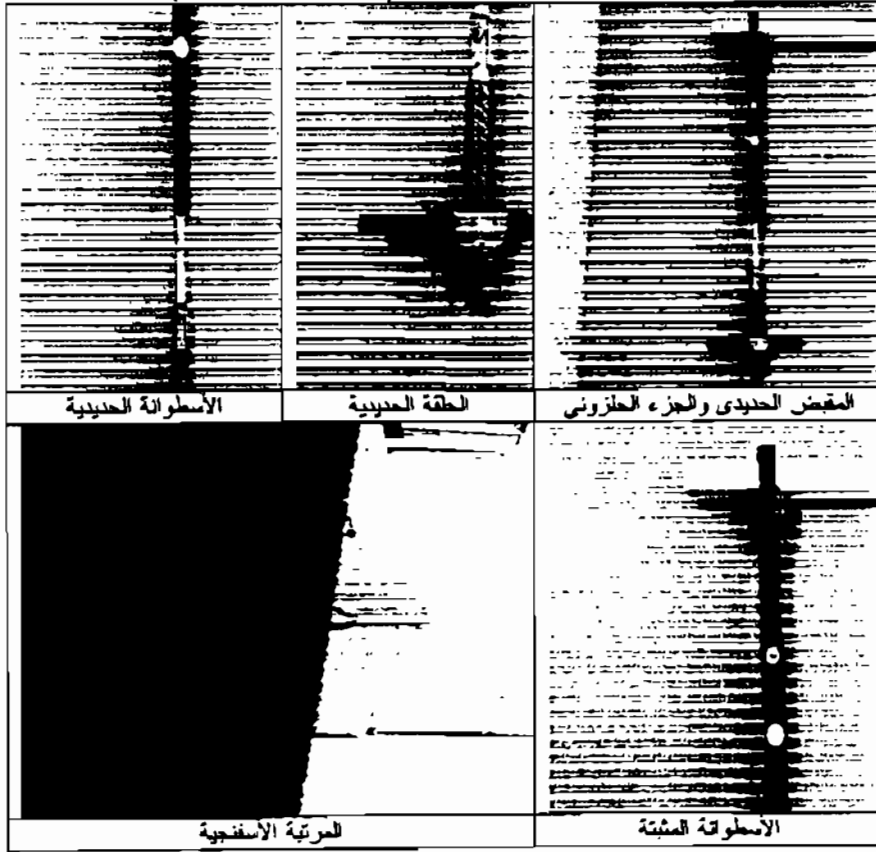 المقبض الحديدى والجزء الحلزوني
الحلقة الحديدية
الأسطوانة الحديدية
الأسطوانة المثبتة
المرتبة الأسفنجية